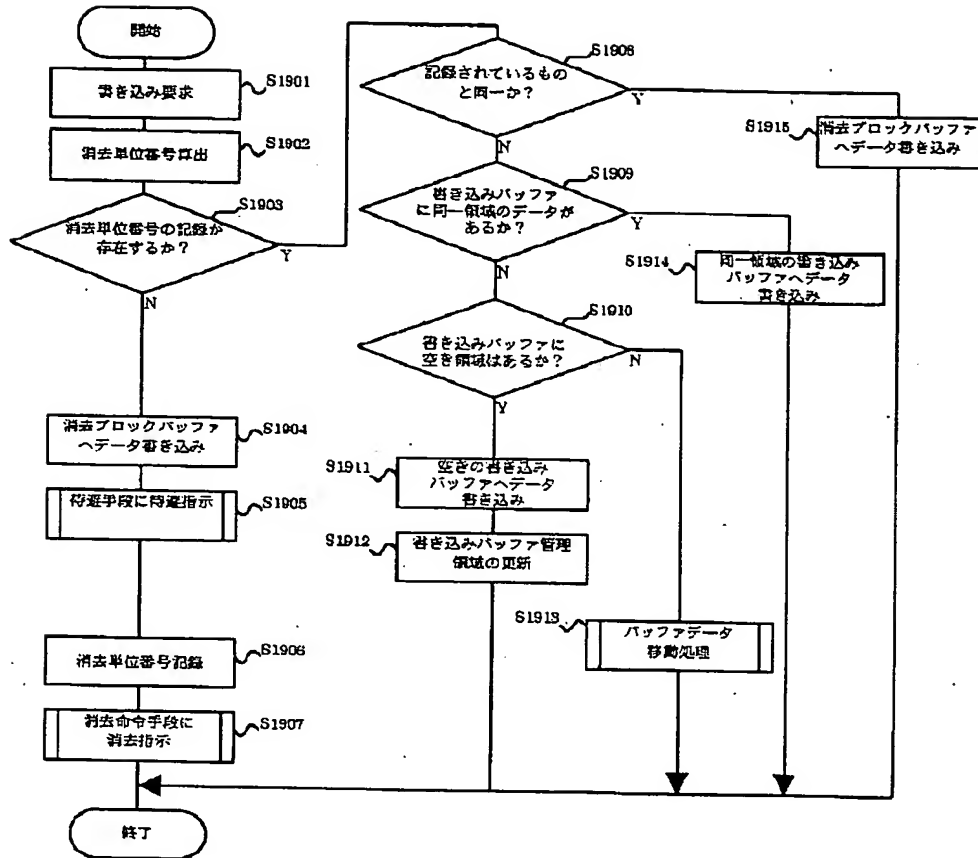 開始
S1901
書き込み要求
S1902
消去単位番号算出
S1903
消去単位番号の記録が
存在するか？
Y
N
消去ブロックバッファ
へデータ書き込み
S1904
待避手段に待避指示
S1905
消去単位番号記録
S1906
消去命令手段に
消去指示
S1907
終了
S1908
記録されているもの
と同一か？
Y
N
S1909
書き込みバッファ
に同一領域のデータが
あるか？
Y
N
S1910
書き込みバッファに
空き領域はあるか？
N
Y
S1911
空きの書き込み
バッファへデータ
書き込み
S1912
書き込みバッファ管理
領域の更新
S1913
バッファデータ
移動処理
S1914
同一領域の書き込み
バッファへデータ
書き込み
S1915
消去ブロックバッファ
へデータ書き込み